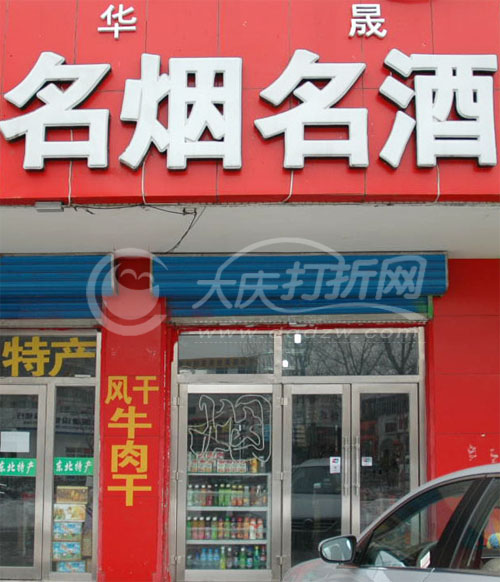 华晟
名烟名酒
大庆打折网
特产
风干牛肉干
烟
东北特产
东北特产